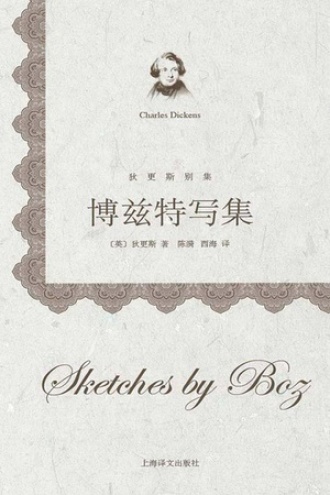 Charles Dickens
狄更斯别集
博兹特写集
〔英〕狄更斯 著 陈漪 西海 译
Sketches by Boz
上海译文出版社